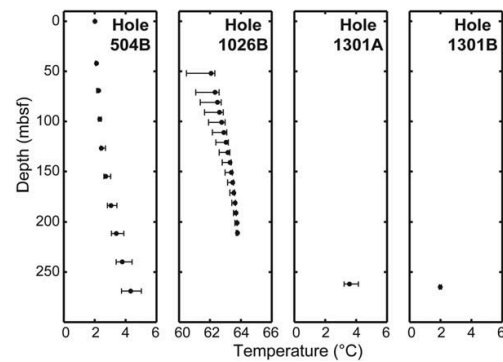 Hole Hole Hole Hole
504B 1026B 1301A 1301B
0
50
100
150
200
250
Depth (mbsf)
0 2 4 6 60 62 64 66 0 2 4 6 0 2 4 6
Temperature (°C)